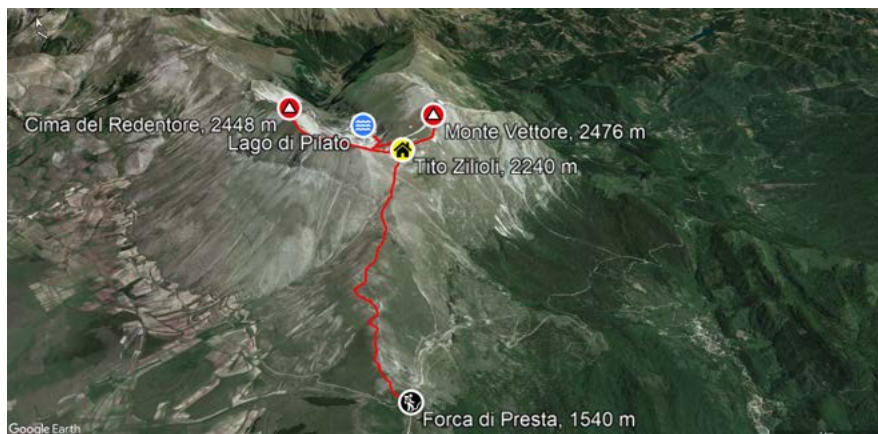 Cima del Redentore, 2448 m
Monte Vettore, 2476 m
Lago di Pilato
Tito Zilioli, 2240 m
Forca di Presta, 1540 m
Google Earth